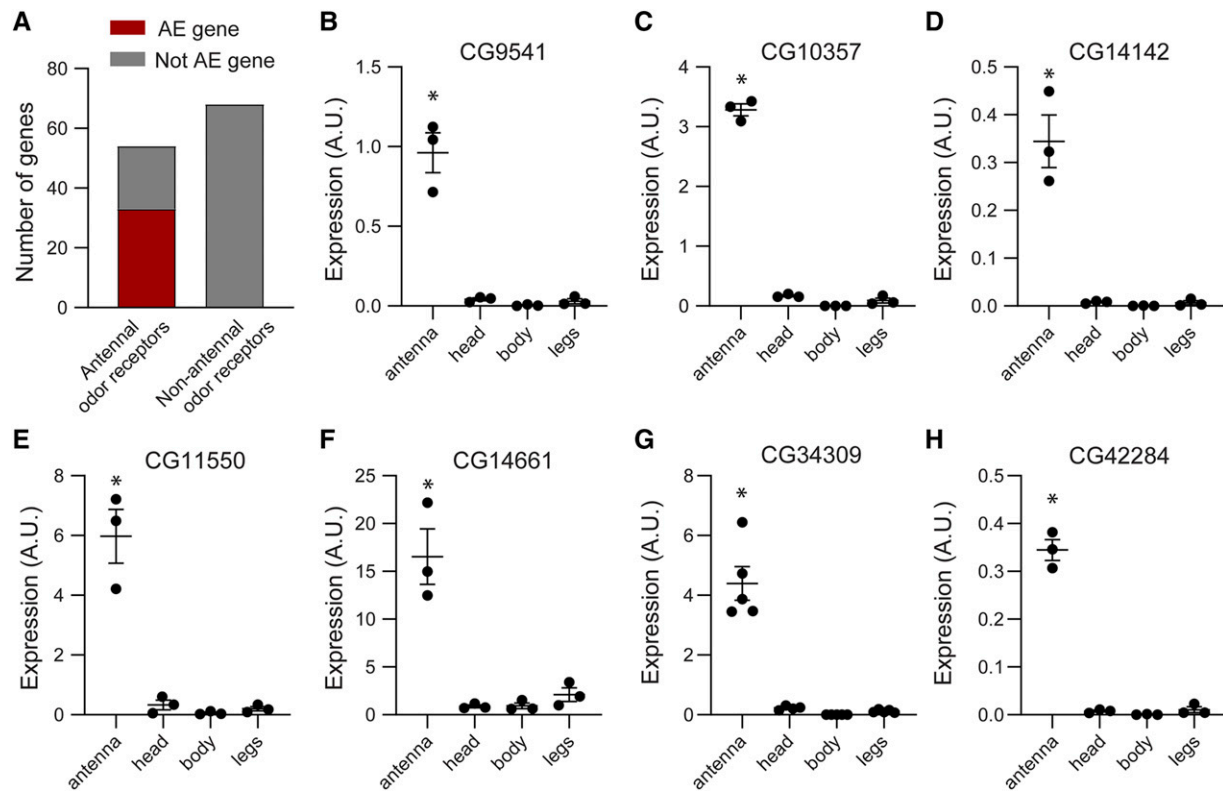 A
AE gene
Not AE gene
Number of genes
80
60
40
20
0
Antennal
odor receptors
Non-antennal
odor receptors
B
CG9541
Expression (A.U.)
1.5
1.0
0.5
0.0
*
antenna
head
body
legs
C
CG10357
Expression (A.U.)
4
3
2
1
0
*
antenna
head
body
legs
D
CG14142
Expression (A.U.)
0.5
0.4
0.3
0.2
0.1
0.0
*
antenna
head
body
legs
E
CG11550
Expression (A.U.)
8
6
4
2
0
*
antenna
head
body
legs
F
CG14661
Expression (A.U.)
25
20
15
10
5
0
*
antenna
head
body
legs
G
CG34309
Expression (A.U.)
8
6
4
2
0
*
antenna
head
body
legs
H
CG42284
Expression (A.U.)
0.5
0.4
0.3
0.2
0.1
0.0
*
antenna
head
body
legs